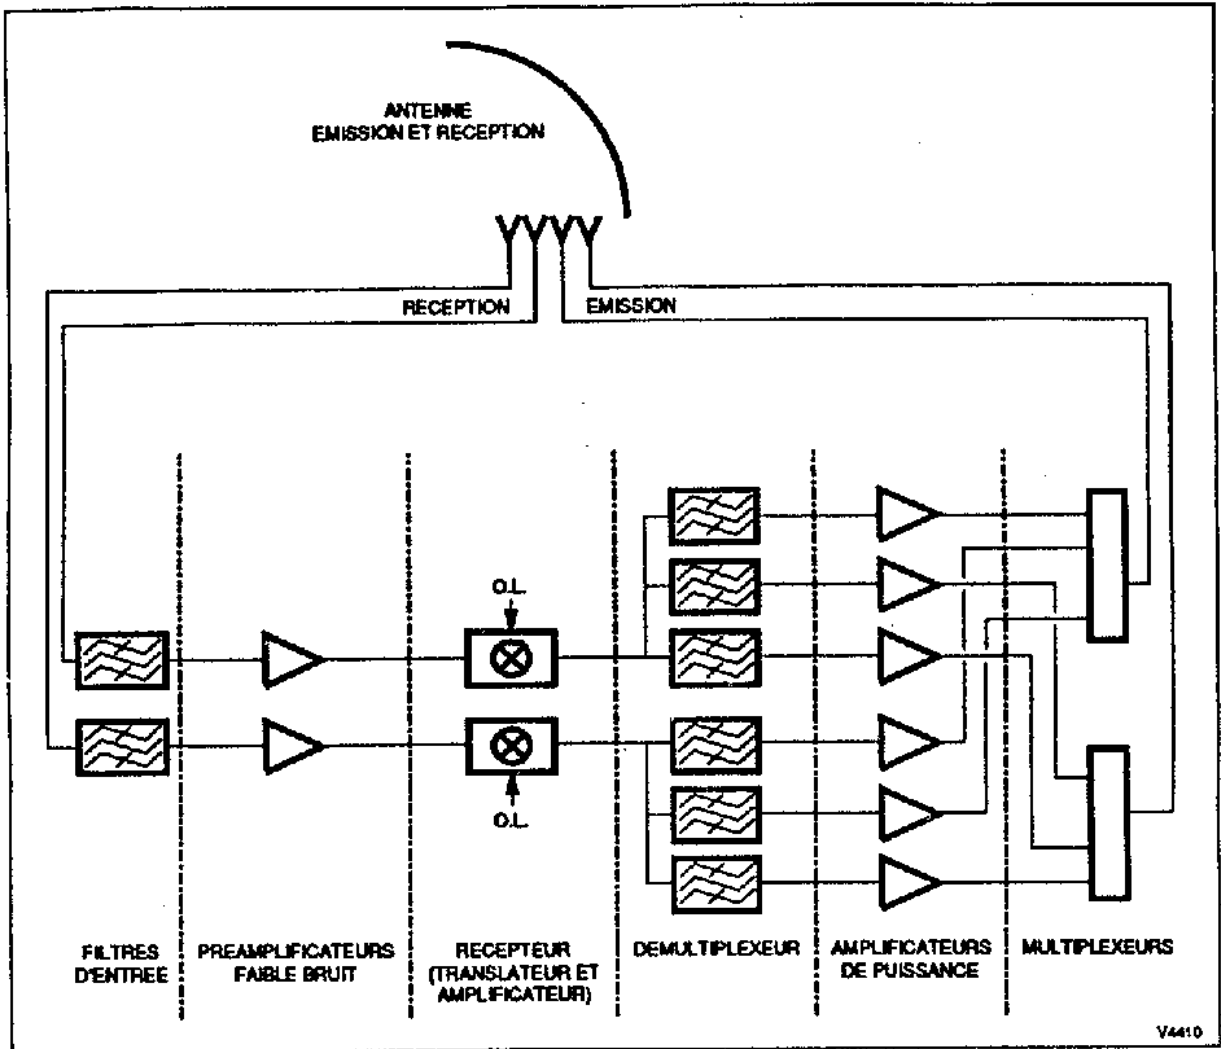 ANTENNE
EMISSION ET RECEPTION
RECEPTION
EMISSION
O.L.
O.L.
FILTRES
D'ENTREE
PREAMPLIFICATEURS
FAIBLE BRUIT
RECEPTEUR
(TRANSLATEUR ET
AMPLIFICATEUR)
DEMULTIPLEXEUR
AMPLIFICATEURS
DE PUISSANCE
MULTIPLEXEURS
V4410